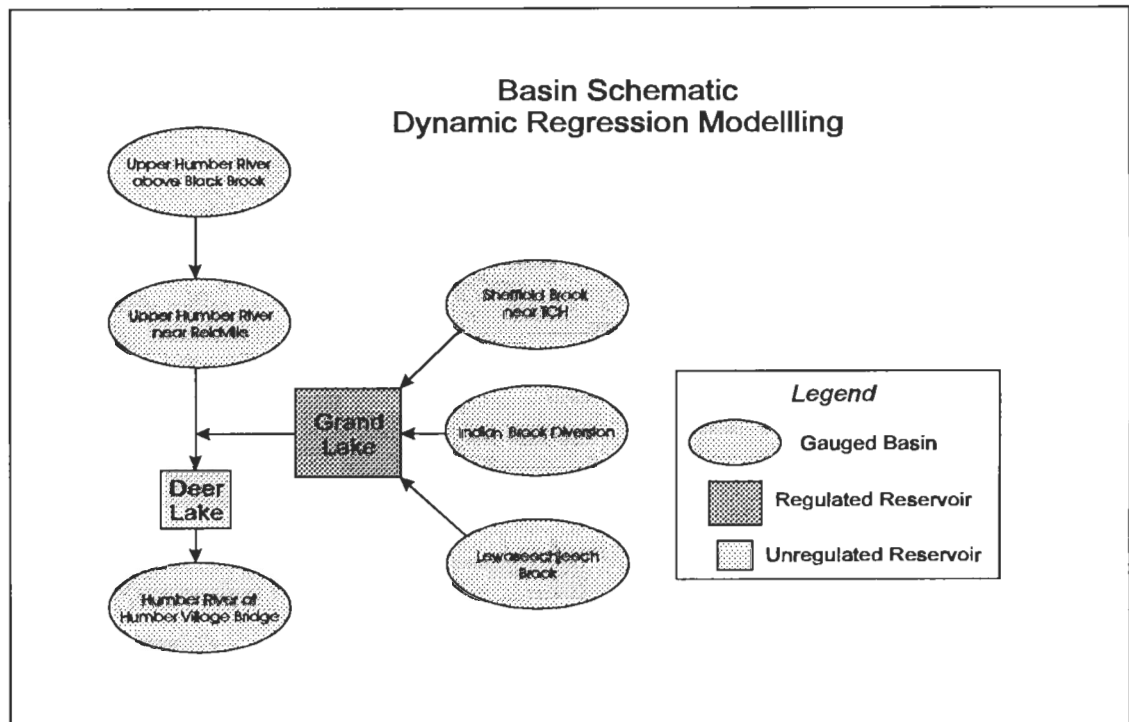 Basin Schematic
Dynamic Regression Modellling
Upper Humber River
above Black Brook
Upper Humber River
near Reidville
Sheffield Brook
near TCH
Grand
Lake
Indian Brook Diversion
Deer
Lake
Lewaseechjeech
Brook
Humber River at
Humber Village Bridge
Legend
Gauged Basin
Regulated Reservoir
Unregulated Reservoir